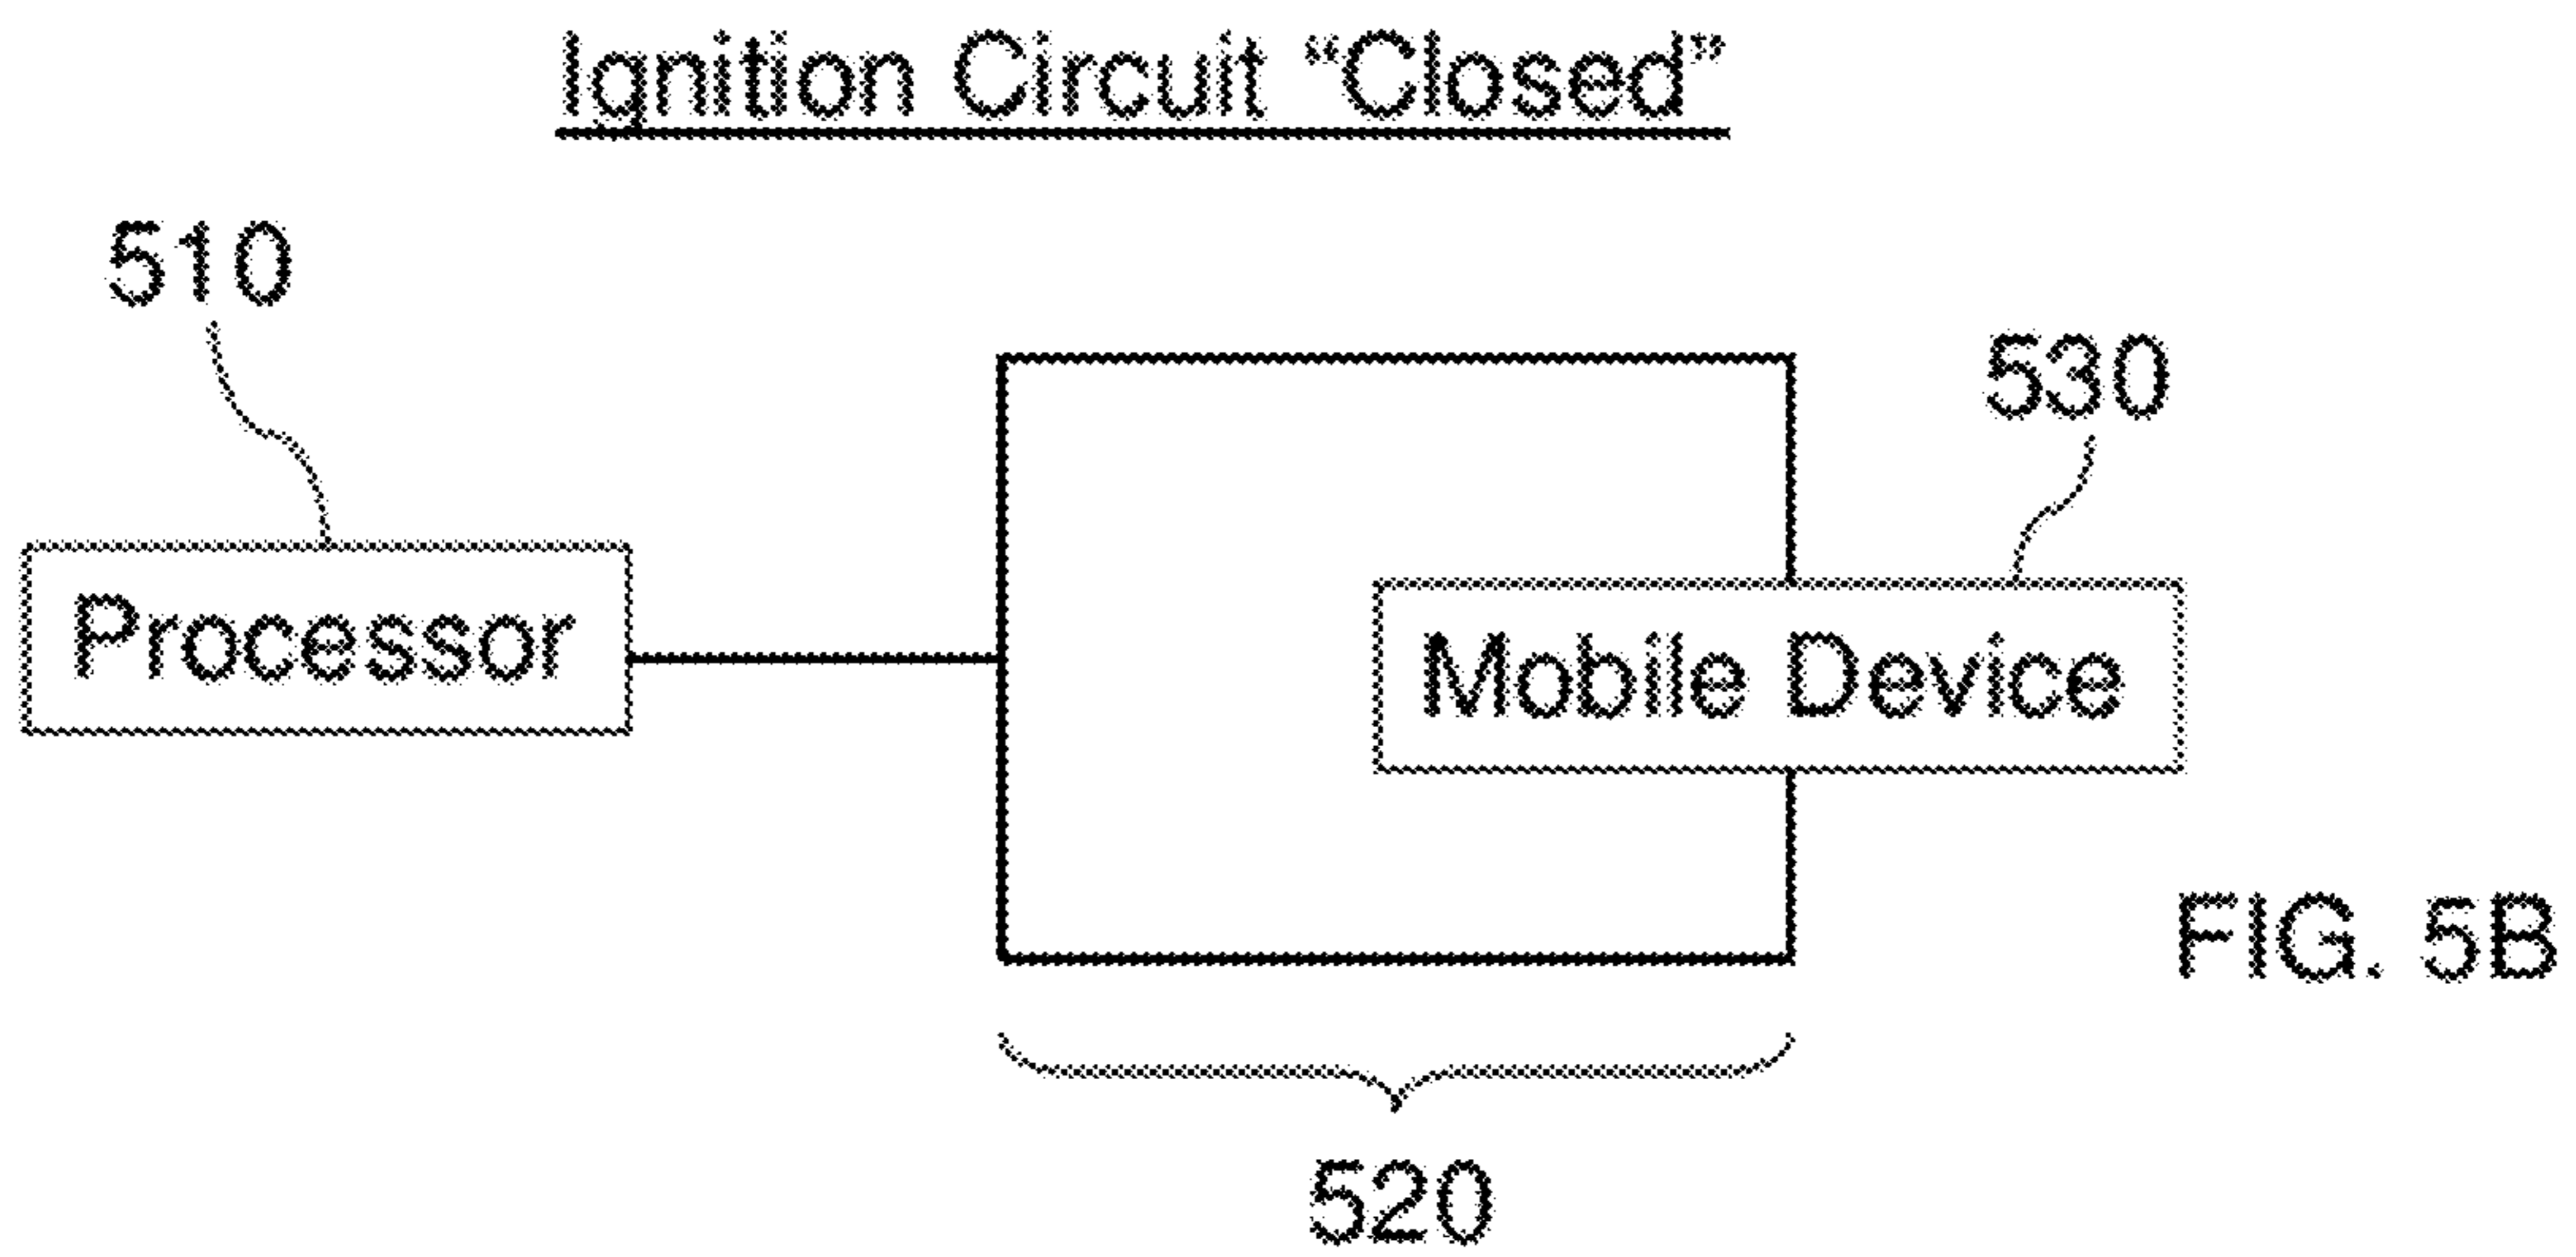 Ignition Circuit “Closed”
510
530
Processor
Mobile Device
FIG. 5B
520